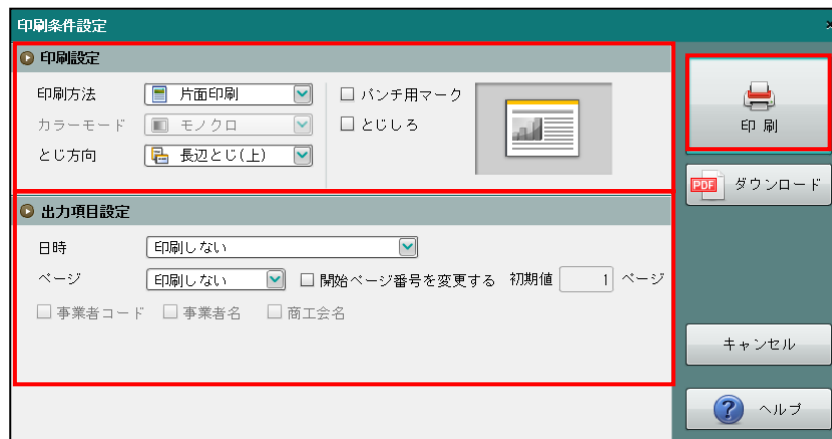 印刷条件設定
印刷設定
印刷方法 片面印刷 パンチ用マーク
カラーモード モノクロ とじしろ
とじ方向 長辺とじ(上)
印 刷
PDF ダウンロード
出力項目設定
日時 印刷しない
ページ 印刷しない 開始ページ番号を変更する 初期値 1 ページ
事業者コード 事業者名 商工会名
キャンセル
? ヘルプ